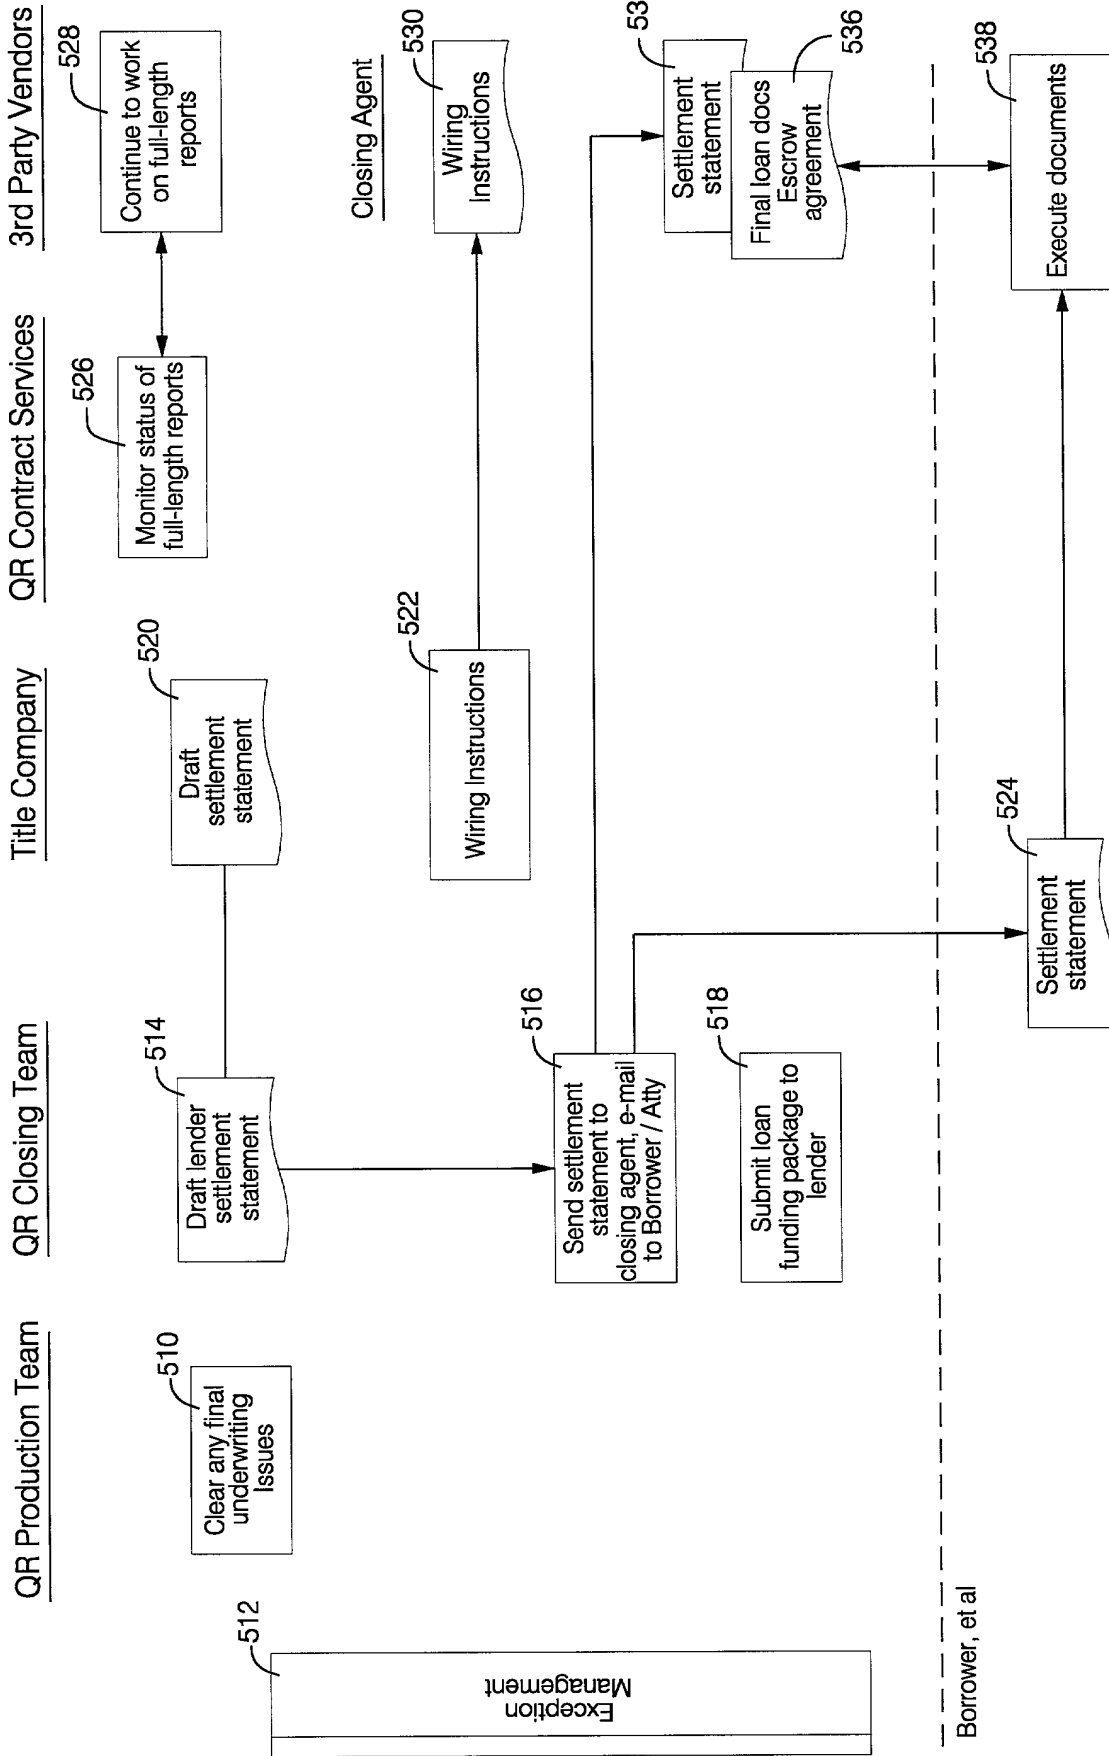 QR Production Team
QR Closing Team
Title Company
QR Contract Services
3rd Party Vendors
512
Exception
Management
510
Clear any final
underwriting
Issues
514
Draft lender
settlement
statement
520
Draft
settlement
statement
526
Monitor status of
full-length reports
528
Continue to work
on full-length
reports
Closing Agent
522
Wiring Instructions
530
Wiring
Instructions
516
Send settlement
statement to
closing agent, e-mail
to Borrower / Atty
53
Settlement
statement
518
Submit loan
funding package to
lender
536
Final loan docs
Escrow
agreement
Borrower, et al
524
Settlement
statement
538
Execute documents